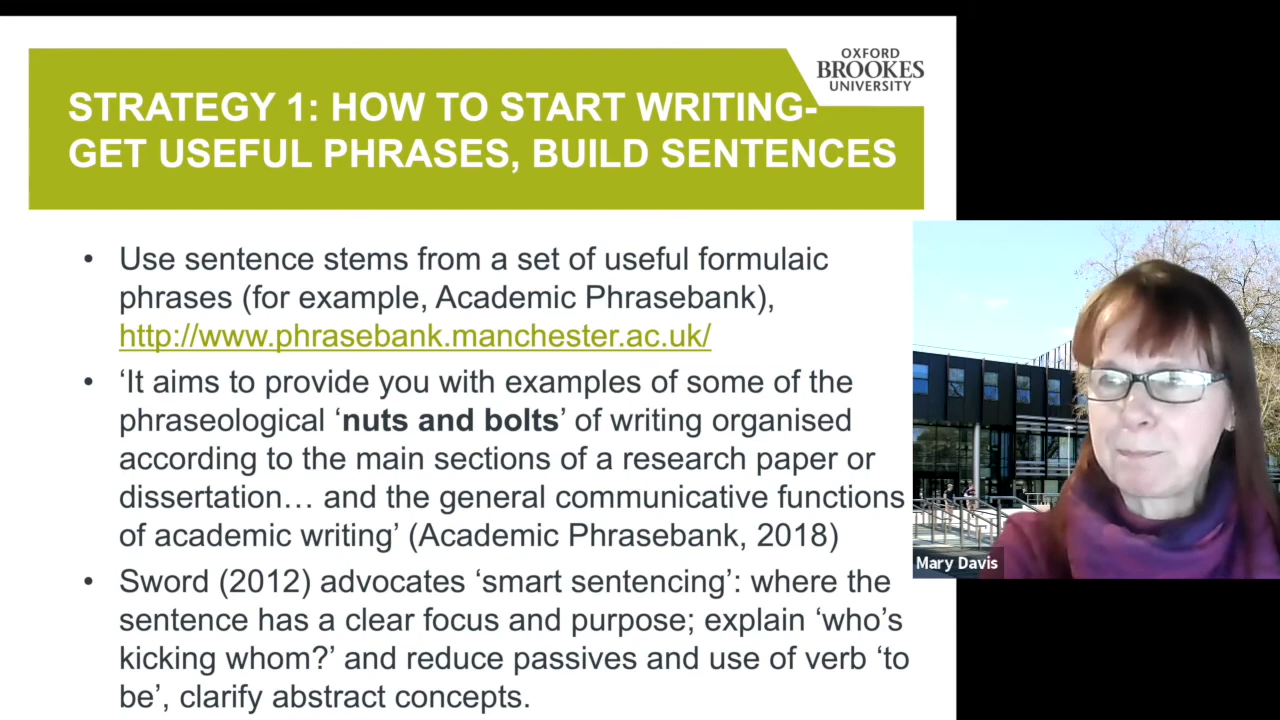 OXFORD
BROOKES
UNIVERSITY
STRATEGY 1: HOW TO START WRITING-
GET USEFUL PHRASES, BUILD SENTENCES
• Use sentence stems from a set of useful formulaic
phrases (for example, Academic Phrasebank),
http://www.phrasebank.manchester.ac.uk/
• ‘It aims to provide you with examples of some of the
phraseological ‘nuts and bolts’ of writing organised
according to the main sections of a research paper or
dissertation… and the general communicative functions
of academic writing’ (Academic Phrasebank, 2018)
• Sword (2012) advocates ‘smart sentencing’: where the
sentence has a clear focus and purpose; explain ‘who’s
kicking whom?’ and reduce passives and use of verb ‘to
be’, clarify abstract concepts.
Mary Davis